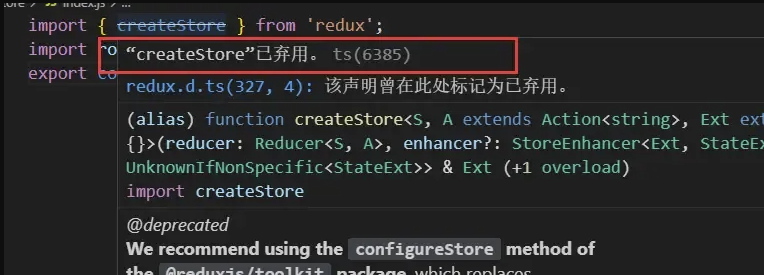 ore > JS index.js > ...
import { createStore } from 'redux';
import ro
“createStore”已弃用。 ts(6385)
export co
redux.d.ts(327, 4): 该声明曾在此处标记为已弃用。
(alias) function createStore<S, A extends Action<string>, Ext ext
{}>(reducer: Reducer<S, A>, enhancer?: StoreEnhancer<Ext, StateEx
UnknownIfNonSpecific<StateExt>> & Ext (+1 overload)
import createStore
@deprecated
We recommend using the configureStore method of
the @reduxjs/toolkit package, which replaces